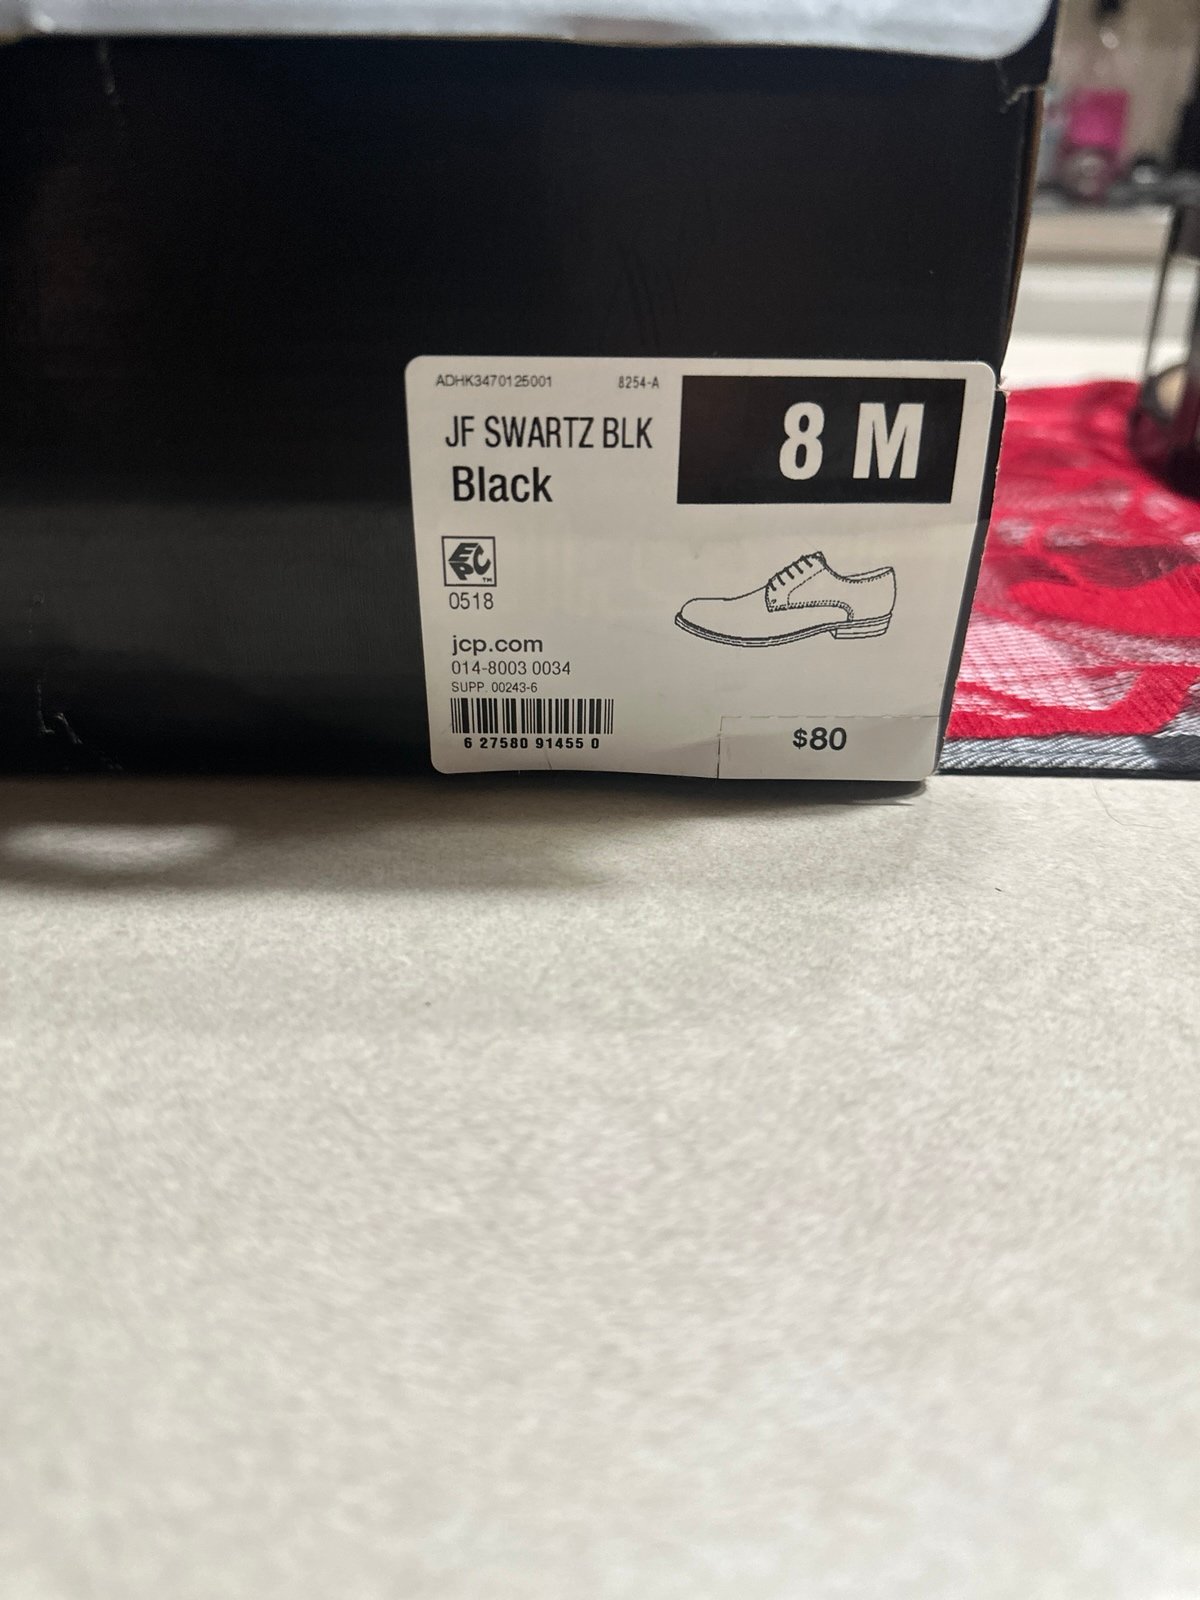 ADHK3470125001 8254-A
JF SWARTZ BLK
Black
8 M
EPC™
0518
jcp.com
014-8003 0034
SUPP. 00243-6
6 27580 91455 0
$80